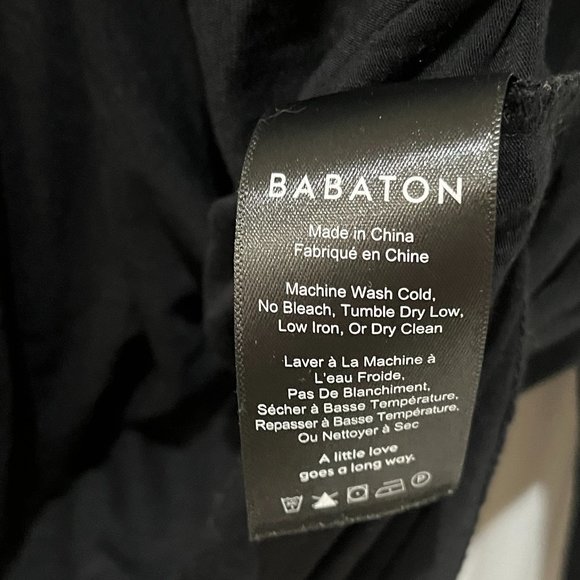 BABATON
Made in China
Fabriqué en Chine
Machine Wash Cold,
No Bleach, Tumble Dry Low,
Low Iron, Or Dry Clean
Laver à La Machine à
L'eau Froide,
Pas De Blanchiment,
Sécher à Basse Température,
Repasser à Basse Température,
Ou Nettoyer à Sec
A little love
goes a long way.